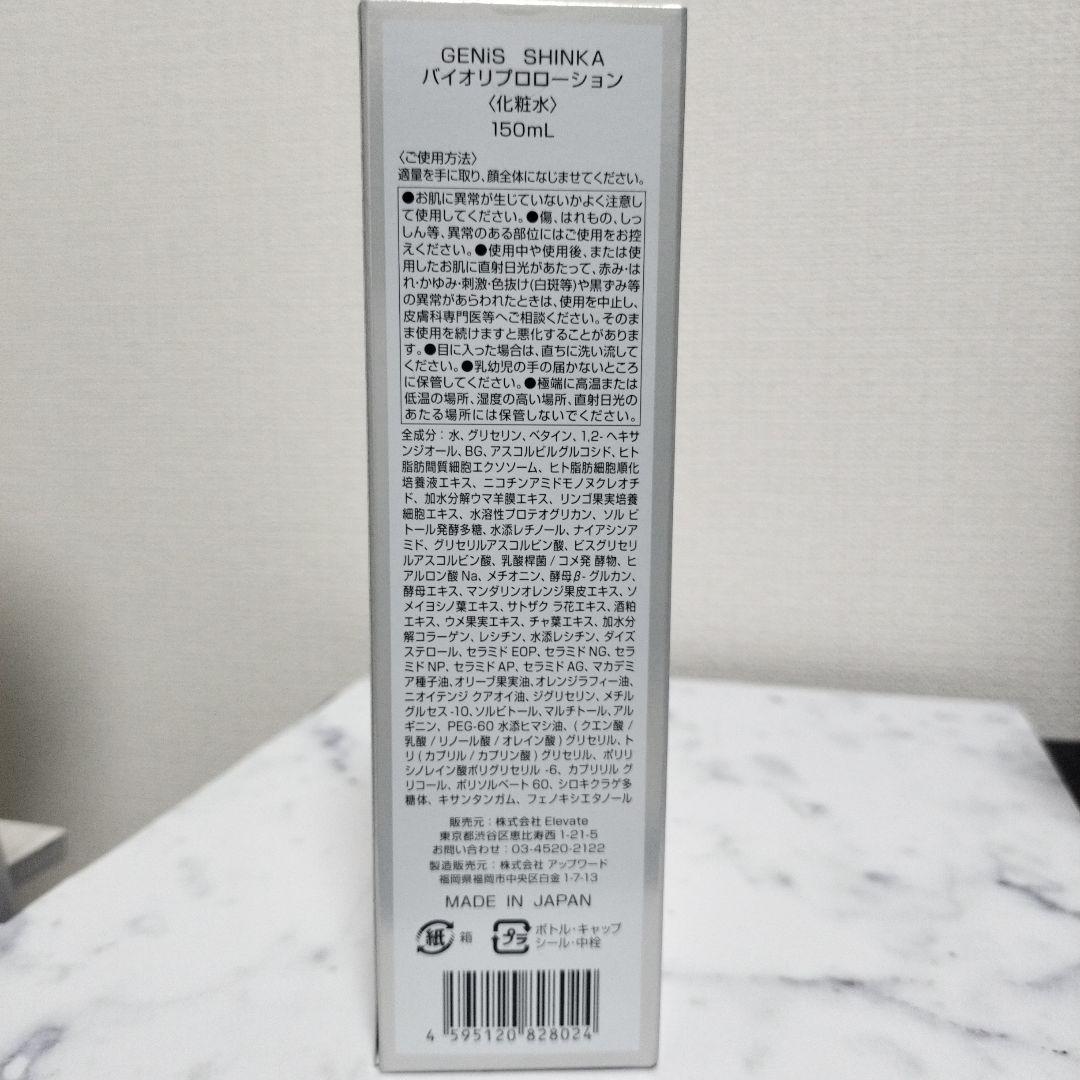 GENiS SHINKA
バイオリプロローション
〈化粧水〉
150mL
〈ご使用方法〉
適量を手に取り、顔全体になじませてください。
●お肌に異常が生じていないかよく注意し
て使用してください。●傷、はれもの、しっ
しん等、異常のある部位にはご使用をお控
えください。●使用中や使用後、または使
用したお肌に直射日光があたって、赤み・は
れ・かゆみ・刺激・色抜け(白斑等)や黒ずみ等
の異常があらわれたときは、使用を中止し、
皮膚科専門医等へご相談ください。そのま
ま使用を続けますと悪化することがありま
す。●目に入った場合は、直ちに洗い流して
ください。●乳幼児の手の届かないところ
に保管してください。●極端に高温または
低温の場所、湿度の高い場所、直射日光の
あたる場所には保管しないでください。
全成分：水、グリセリン、ベタイン、1,2-ヘキサ
ンジオール、BG、アスコルビルグルコシド、ヒト
脂肪間質細胞エクソソーム、ヒト脂肪細胞順化
培養液エキス、ニコチンアミドモノヌクレオチ
ド、加水分解ウマ羊膜エキス、リンゴ果実培養
細胞エキス、水溶性プロテオグリカン、ソルビ
トール発酵多糖、水添レチノール、ナイアシンア
ミド、グリセリルアスコルビン酸、ビスグリセリ
ルアスコルビン酸、乳酸桿菌/コメ発酵物、ヒ
アルロン酸Na、メチオニン、酵母β-グルカン、
酵母エキス、マンダリンオレンジ果皮エキス、ソ
メイヨシノ葉エキス、サトザクラ花エキス、酒粕
エキス、ウメ果実エキス、チャ葉エキス、加水分
解コラーゲン、レシチン、水添レシチン、ダイズ
ステロール、セラミドEOP、セラミドNG、セラ
ミドNP、セラミドAP、セラミドAG、マカデミ
ア種子油、オリーブ果実油、オレンジラフィー油、
ニオイテンジクアオイ油、ジグリセリン、メチル
グルセス-10、ソルビトール、マルチトール、アル
ギニン、PEG-60水添ヒマシ油、(クエン酸/
乳酸/リノール酸/オレイン酸)グリセリル、ト
リ(カプリル/カプリン酸)グリセリル、ポリリ
シノレイン酸ポリグリセリル-6、カプリリルグ
リコール、ポリソルベート60、シロキクラゲ多
糖体、キサンタンガム、フェノキシエタノール
販売元：株式会社Elevate
東京都渋谷区恵比寿西1-21-5
お問い合わせ：03-4520-2122
製造販売元：株式会社アップワード
福岡県福岡市中央区白金1-7-13
MADE IN JAPAN
紙 箱 プラ ボトル・キャップ
シール・中栓
4 595120 828024